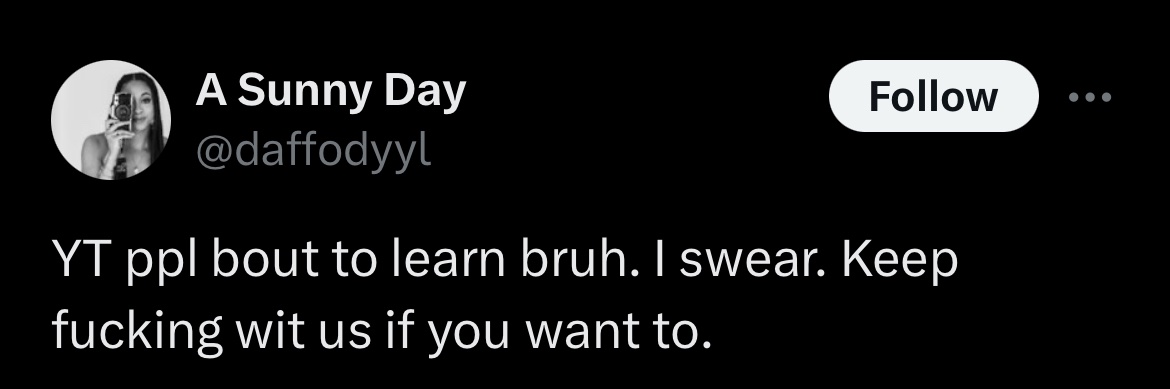 A Sunny Day
@daffodyyl
Follow
YT ppl bout to learn bruh. I swear. Keep
fucking wit us if you want to.